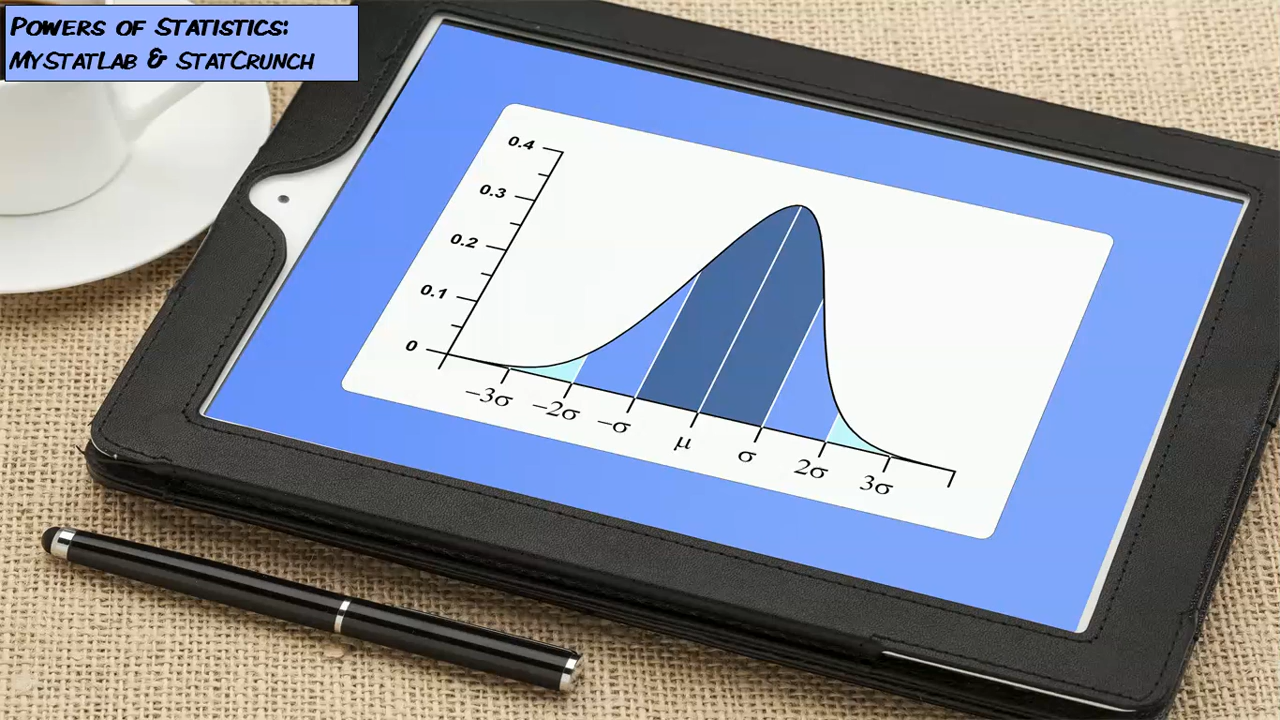 Powers of Statistics:
MyStatLab & StatCrunch
0.4
0.3
0.2
0.1
0
−3σ −2σ −σ μ σ 2σ 3σ